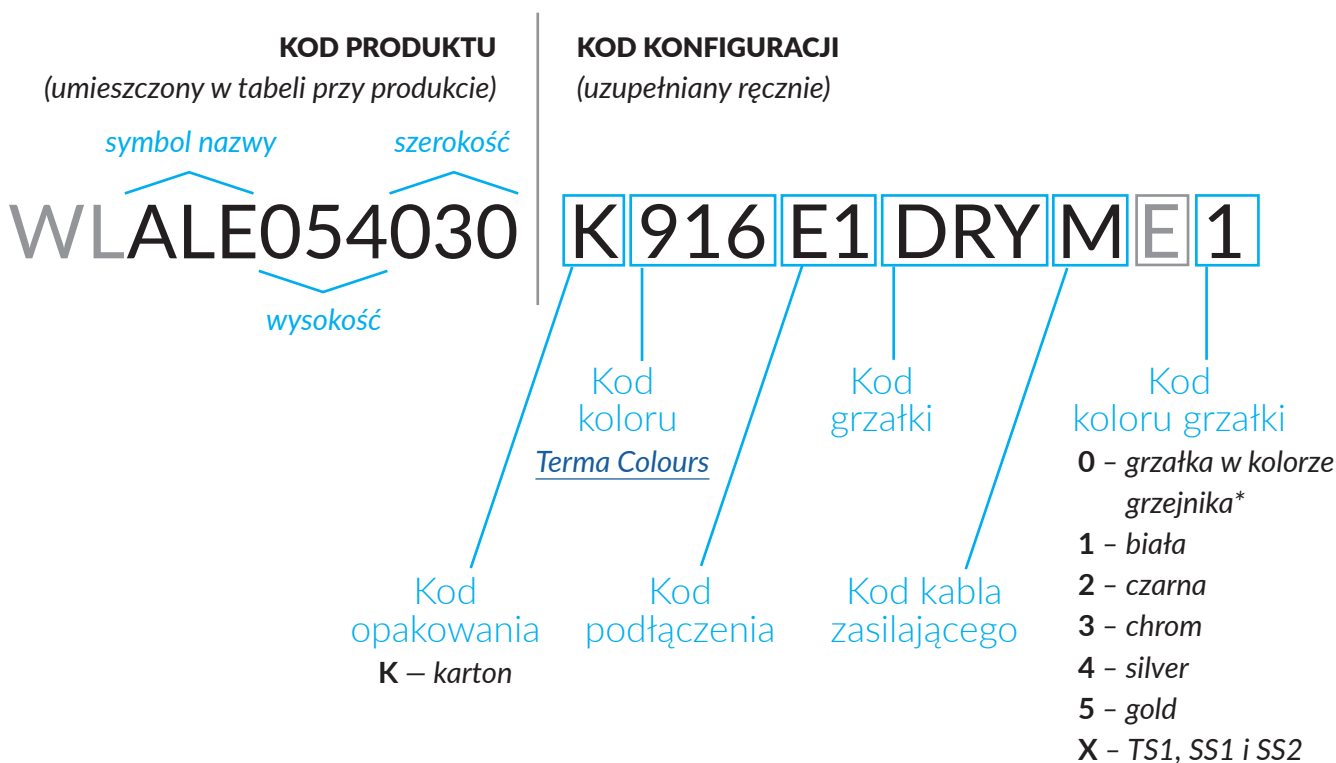 KOD PRODUKTU
(umieszczony w tabeli przy produkcie)
symbol nazwy
szerokość
WLALE054030
wysokość
KOD KONFIGURACJI
(uzupełniany ręcznie)
K 916 E1 DRY M E 1
Kod
koloru
Terma Colours
Kod
grzałki
Kod
koloru grzałki
0 – grzałka w kolorze
grzejnika*
1 – biała
2 – czarna
3 – chrom
4 – silver
5 – gold
X – TS1, SS1 i SS2
Kod
opakowania
K — karton
Kod
podłączenia
Kod kabla
zasilającego